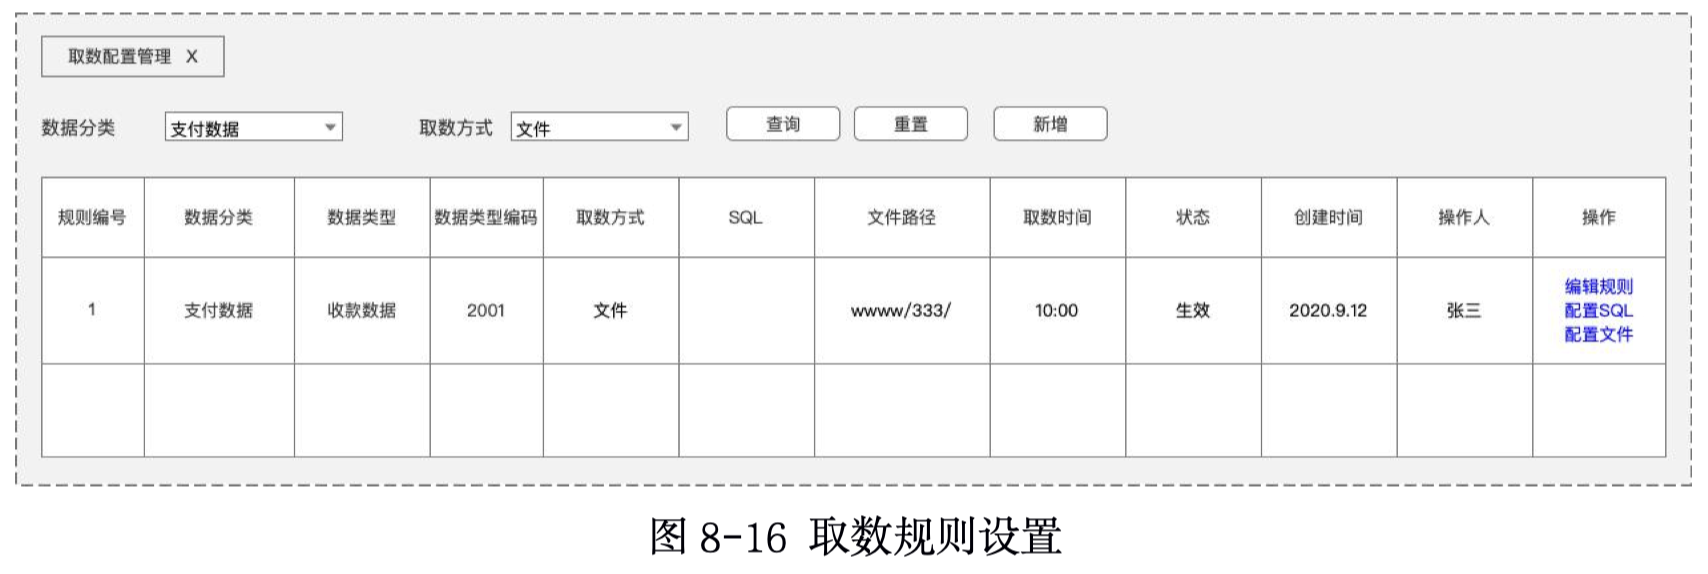 取数配置管理 X
数据分类 支付数据 取数方式 文件 查询 重置 新增
规则编号 数据分类 数据类型 数据类型编码 取数方式 SQL 文件路径 取数时间 状态 创建时间 操作人 操作
1 支付数据 收款数据 2001 文件 wwww/333/ 10:00 生效 2020.9.12 张三 编辑规则
配置SQL
配置文件
图 8-16 取数规则设置